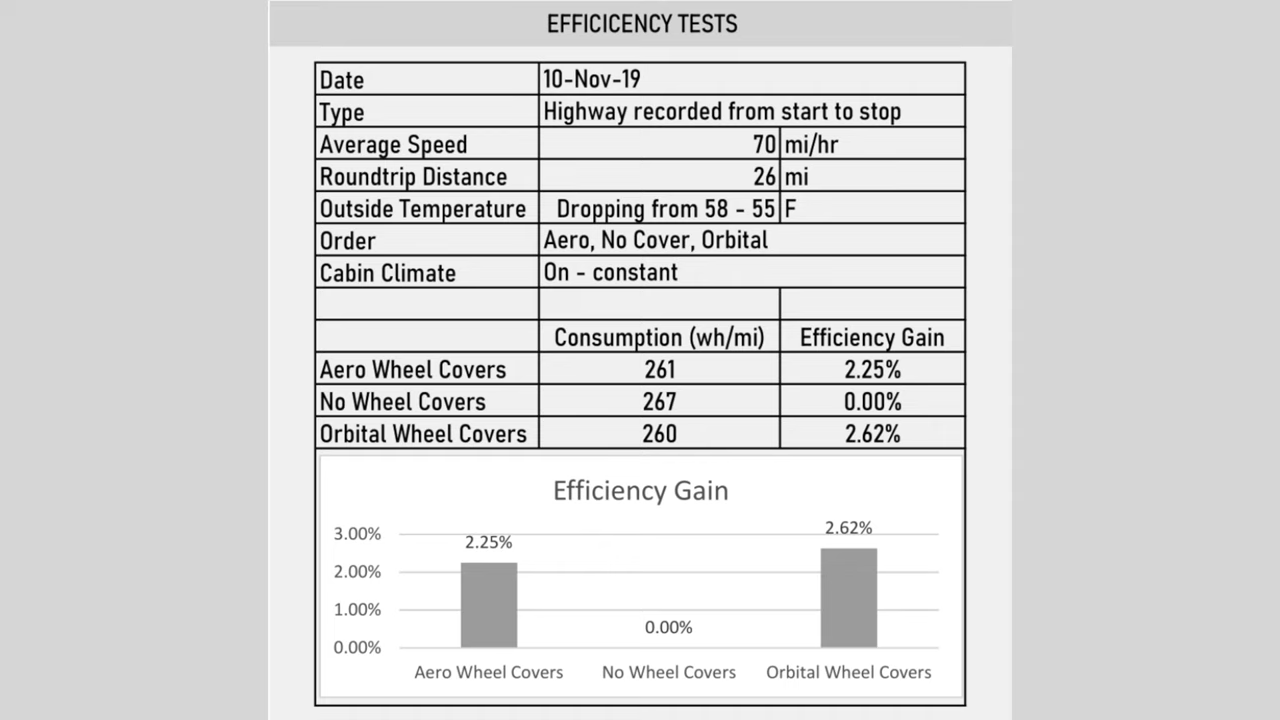 EFFICICENCY TESTS
Date 10-Nov-19
Type Highway recorded from start to stop
Average Speed 70 mi/hr
Roundtrip Distance 26 mi
Outside Temperature Dropping from 58 - 55 F
Order Aero, No Cover, Orbital
Cabin Climate On - constant
Consumption (wh/mi) Efficiency Gain
Aero Wheel Covers 261 2.25%
No Wheel Covers 267 0.00%
Orbital Wheel Covers 260 2.62%
Efficiency Gain
3.00%
2.00%
1.00%
0.00%
2.25%
0.00%
2.62%
Aero Wheel Covers No Wheel Covers Orbital Wheel Covers